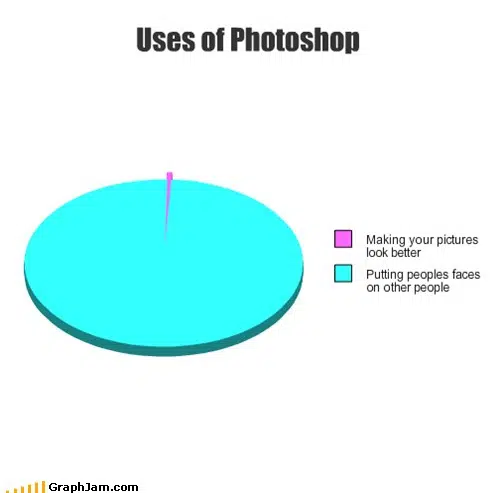 Uses of Photoshop
Making your pictures
look better
Putting peoples faces
on other people
GraphJam.com